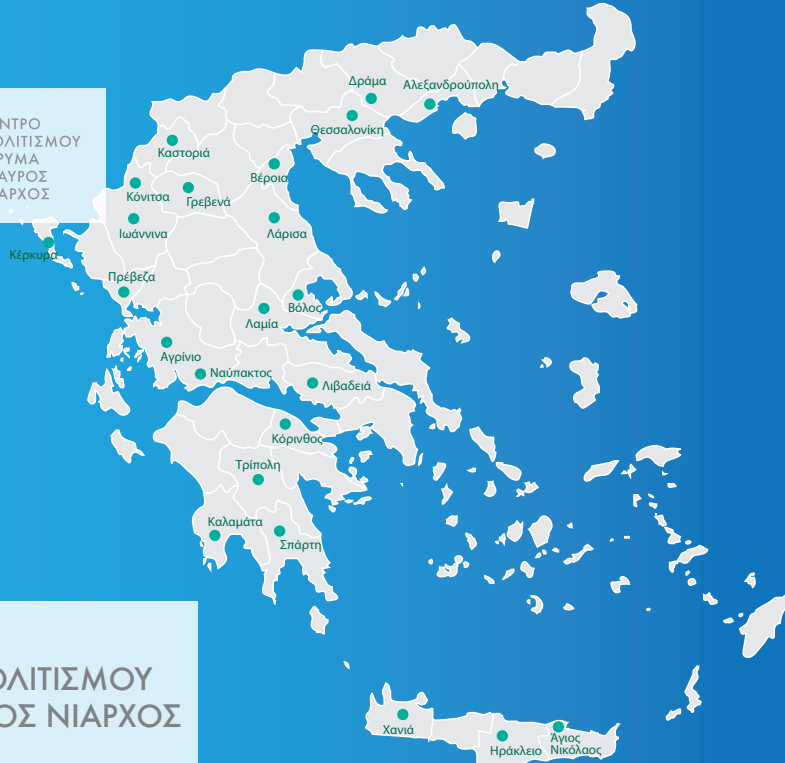 Δράμα
Αλεξανδρούπολη
ΝΤΡΟ
ΟΛΙΤΙΣΜΟΥ
ΡΥΜΑ
ΑΥΡΟΣ
ΑΡΧΟΣ
Θεσσαλονίκη
Καστοριά
Βέροια
Κόνιτσα
Γρεβενά
Ιωάννινα
Λάρισα
Κέρκυρα
Πρέβεζα
Βόλος
Λαμία
Αγρίνιο
Ναύπακτος
Λιβαδειά
Κόρινθος
Τρίπολη
Καλαμάτα
Σπάρτη
ΟΛΙΤΙΣΜΟΥ
ΟΣ ΝΙΑΡΧΟΣ
Χανιά
Ηράκλειο
Άγιος
Νικόλαος